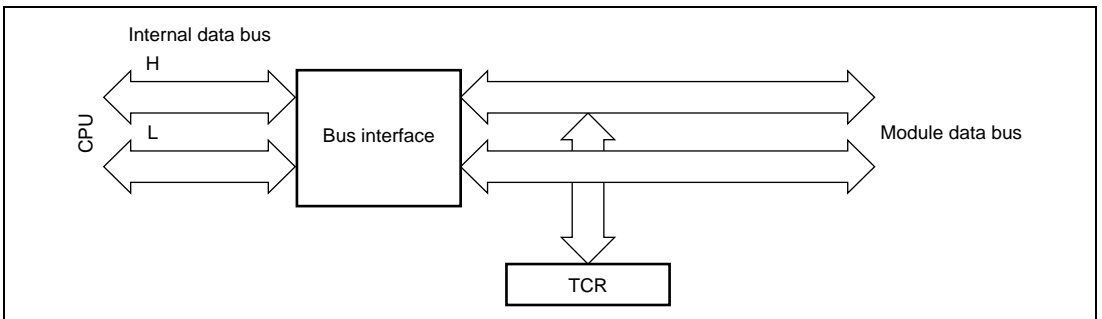 Internal data bus
H
L
CPU
Bus interface
Module data bus
TCR